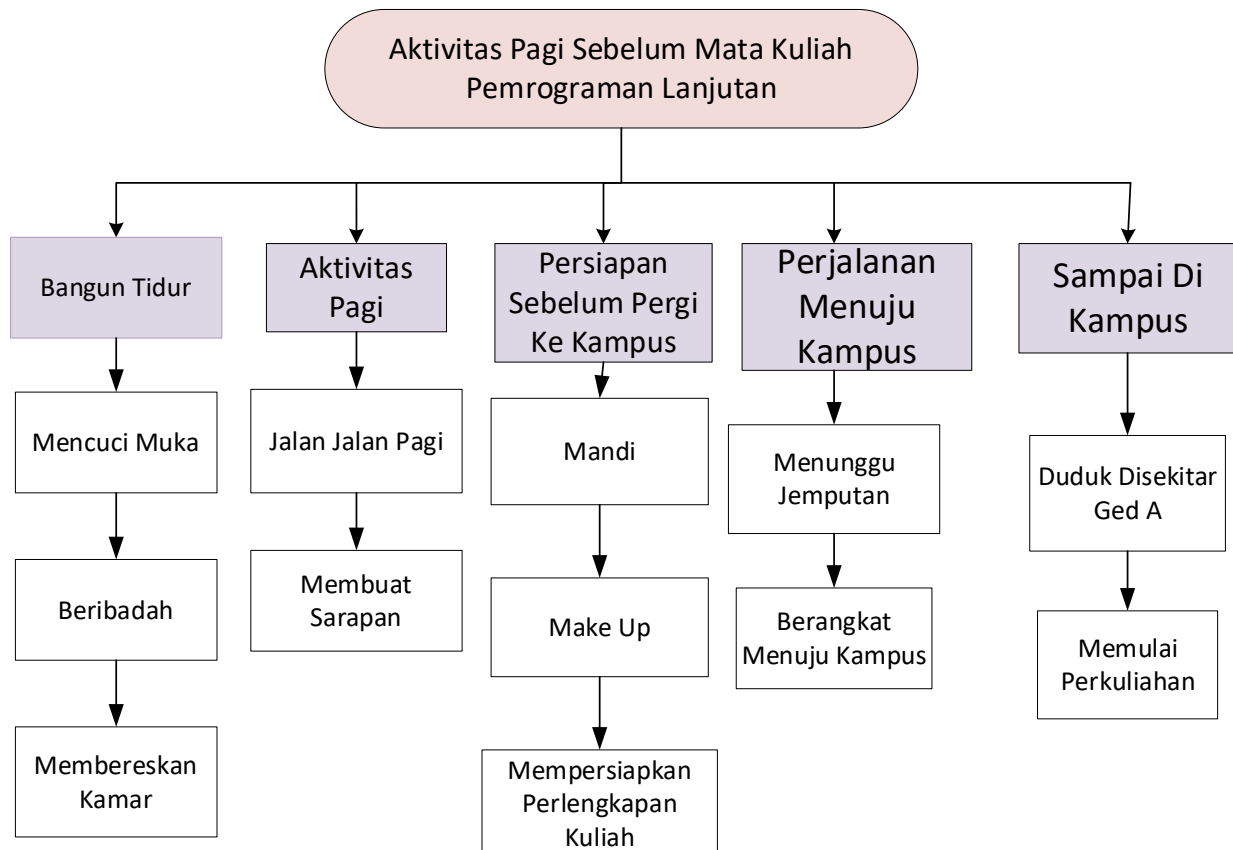 Aktivitas Pagi Sebelum Mata Kuliah
Pemrograman Lanjutan
Bangun Tidur
Mencuci Muka
Beribadah
Membereskan
Kamar
Aktivitas
Pagi
Jalan Jalan Pagi
Membuat
Sarapan
Persiapan
Sebelum Pergi
Ke Kampus
Mandi
Make Up
Mempersiapkan
Perlengkapan
Kuliah
Perjalanan
Menuju
Kampus
Menunggu
Jemputan
Berangkat
Menuju Kampus
Sampai Di
Kampus
Duduk Disekitar
Ged A
Memulai
Perkuliahan